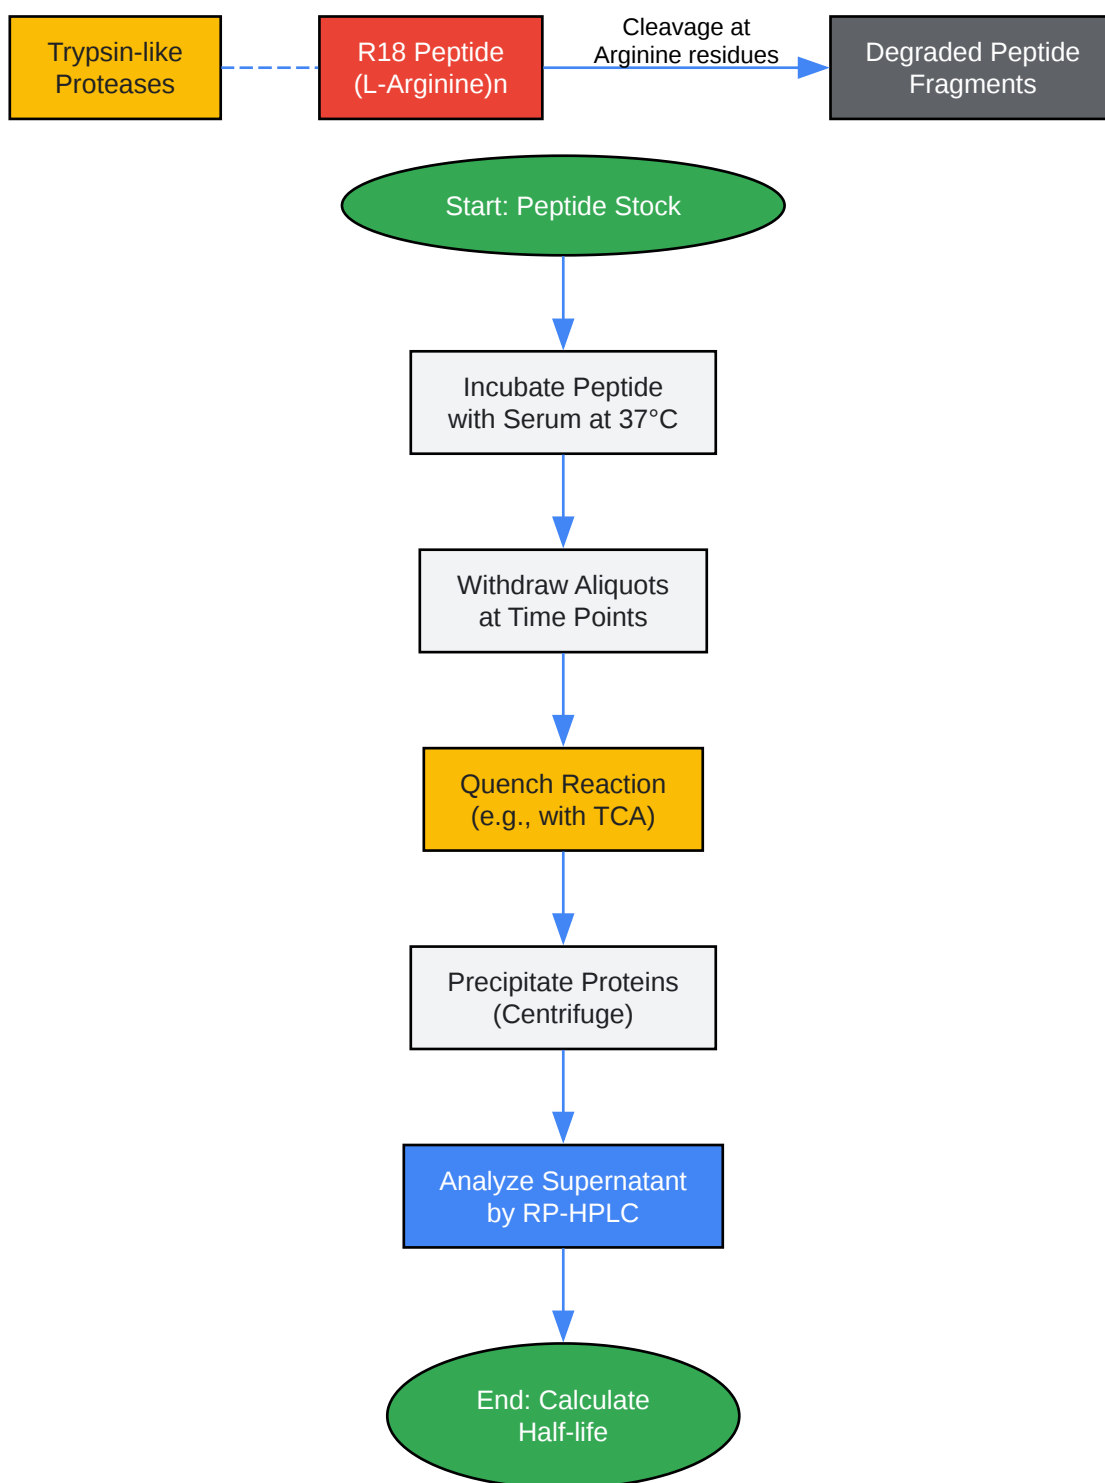 Trypsin-like
Proteases
R18 Peptide
(L-Arginine)n
Cleavage at
Arginine residues
Degraded Peptide
Fragments
Start: Peptide Stock
Incubate Peptide
with Serum at 37°C
Withdraw Aliquots
at Time Points
Quench Reaction
(e.g., with TCA)
Precipitate Proteins
(Centrifuge)
Analyze Supernatant
by RP-HPLC
End: Calculate
Half-life